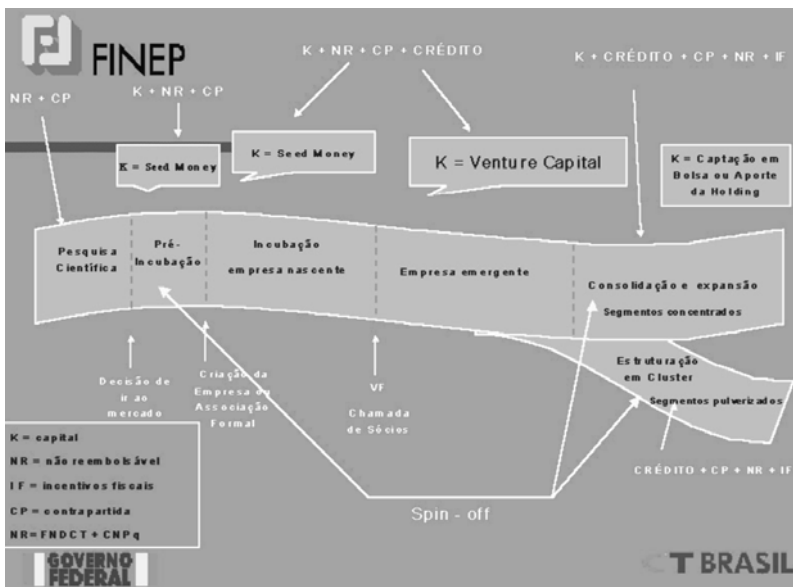 FINEP
K + NR + CP + CRÉDITO
K + CRÉDITO + CP + NR + IF
NR + CP
K + NR + CP
K = Seed Money
K = Seed Money
K = Venture Capital
K = Captação em
Bolsa ou Aporte
da Holding
Pesquisa
Científica
Pré-
Incubação
Incubação
empresa nascente
Empresa emergente
Consolidação e expansão
Segmentos concentrados
Estruturação
em Cluster
Segmentos pulverizados
Decisão de
ir ao
mercado
Criação da
Empresa ou
Associação
Formal
VF
Chamada
de Sócios
CRÉDITO + CP + NR + IF
Spin - off
K = capital
NR = não reembolsável
IF = incentivos fiscais
CP = contrapartida
NR=FNDCT + CNPq
GOVERNO
FEDERAL
CT BRASIL